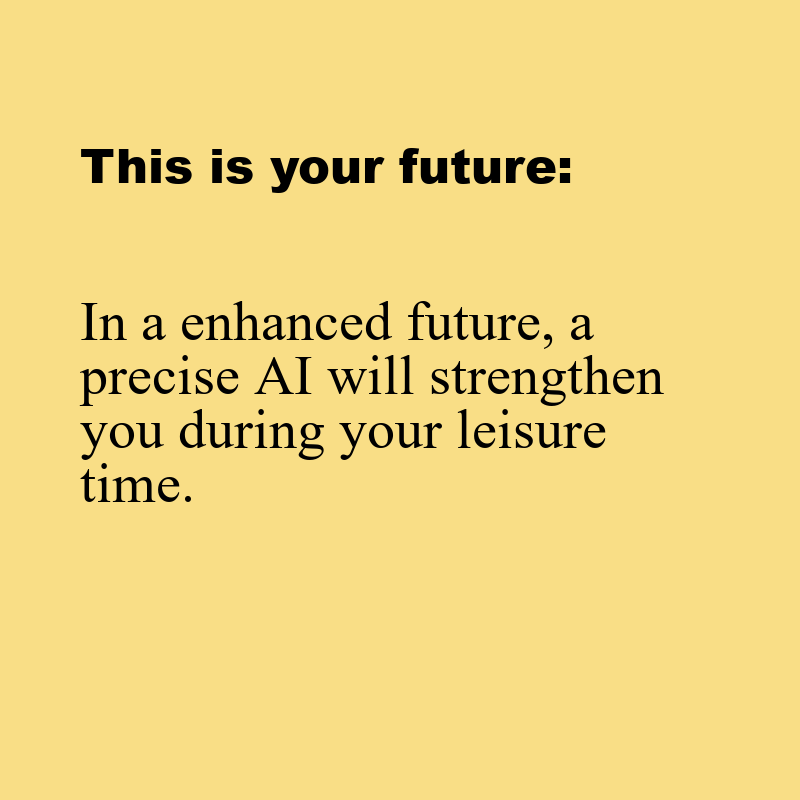 This is your future:
In a enhanced future, a
precise AI will strengthen
you during your leisure
time.